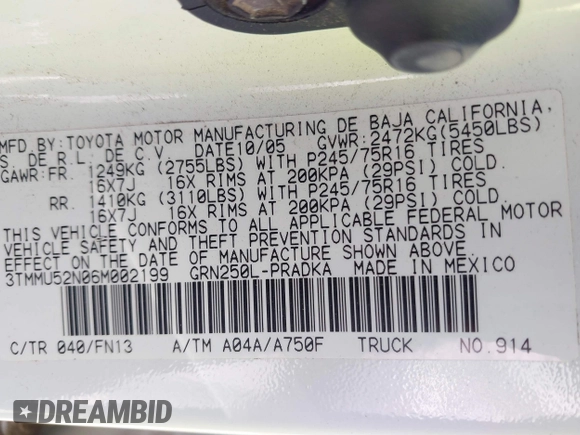 MFD.BY:TOYOTA MOTOR MANUFACTURING DE BAJA CALIFORNIA,
S. DE R.L. DE C.V. DATE10/05 GVWR:2472KG(5450LBS)
GAWR:FR. 1249KG (2755LBS) WITH P245/75R16 TIRES
16X7J 16X RIMS AT 200KPA (29PSI) COLD.
RR. 1410KG (3110LBS) WITH P245/75R16 TIRES
16X7J 16X RIMS AT 200KPA (29PSI) COLD.
THIS VEHICLE CONFORMS TO ALL APPLICABLE FEDERAL MOTOR
VEHICLE SAFETY AND THEFT PREVENTION STANDARDS IN
EFFECT ON THE DATE OF MANUFACTURE SHOWN ABOVE.
3TMMU52N06M002199 GRN250L-PRADKA MADE IN MEXICO
C/TR 040/FN13 A/TM A04A/A750F TRUCK NO.914
DREAMBID